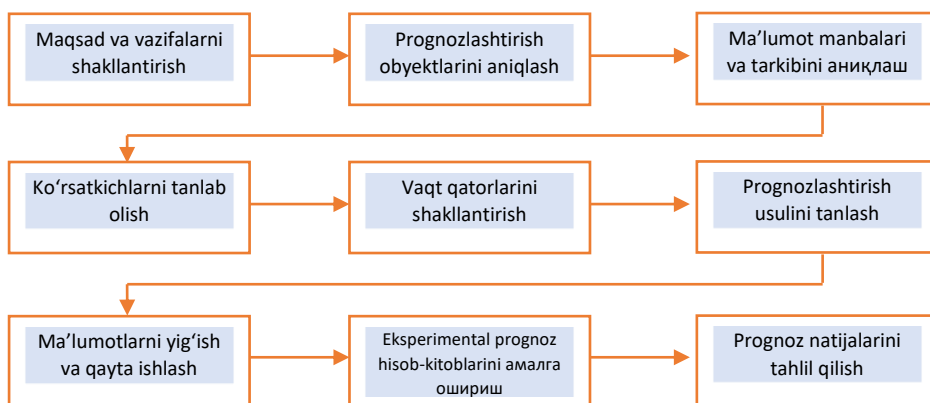 Maqsad va vazifalarni
shakllantirish
Prognozlashtirish
obyektlarini aniqlash
Ma’lumot manbalari
va tarkibini аниқлаш
Ko‘rsatkichlarni tanlab
olish
Vaqt qatorlarini
shakllantirish
Prognozlashtirish
usulini tanlash
Ma’lumotlarni yig‘ish
va qayta ishlash
Eksperimental prognoz
hisob-kitoblarini амалга
ошириш
Prognoz natijalarini
tahlil qilish